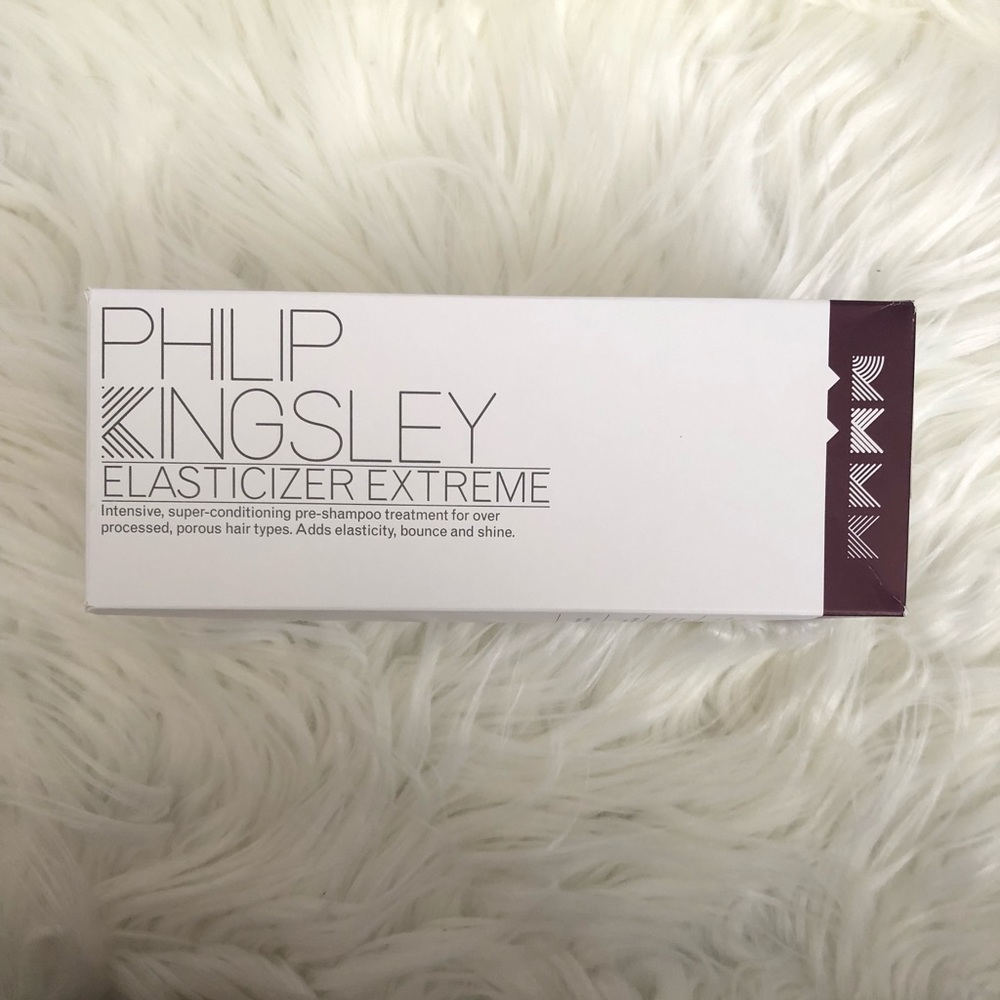 PHILIP
KINGSLEY
ELASTICIZER EXTREME
Intensive, super-conditioning pre-shampoo treatment for over
processed, porous hair types. Adds elasticity, bounce and shine.